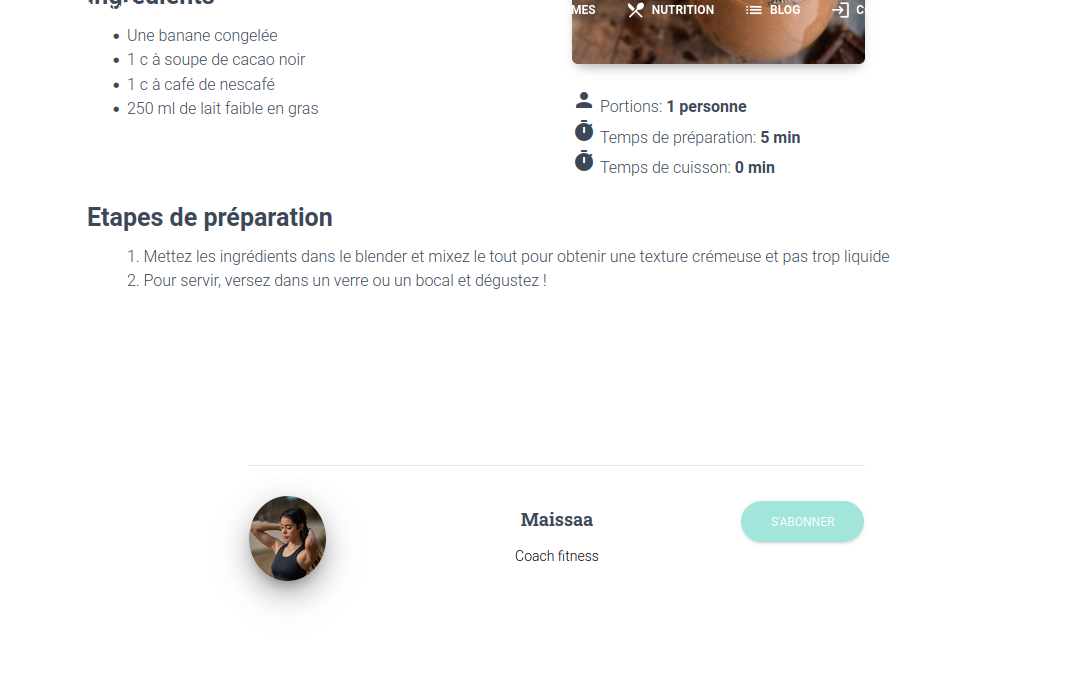 MES NUTRITION BLOG
Ingrédients
Une banane congelée
1 c à soupe de cacao noir
1 c à café de nescafé
250 ml de lait faible en gras
Portions: 1 personne
Temps de préparation: 5 min
Temps de cuisson: 0 min
Etapes de préparation
1. Mettez les ingrédients dans le blender et mixez le tout pour obtenir une texture crémeuse et pas trop liquide
2. Pour servir, versez dans un verre ou un bocal et dégustez !
Maissaa
S'ABONNER
Coach fitness